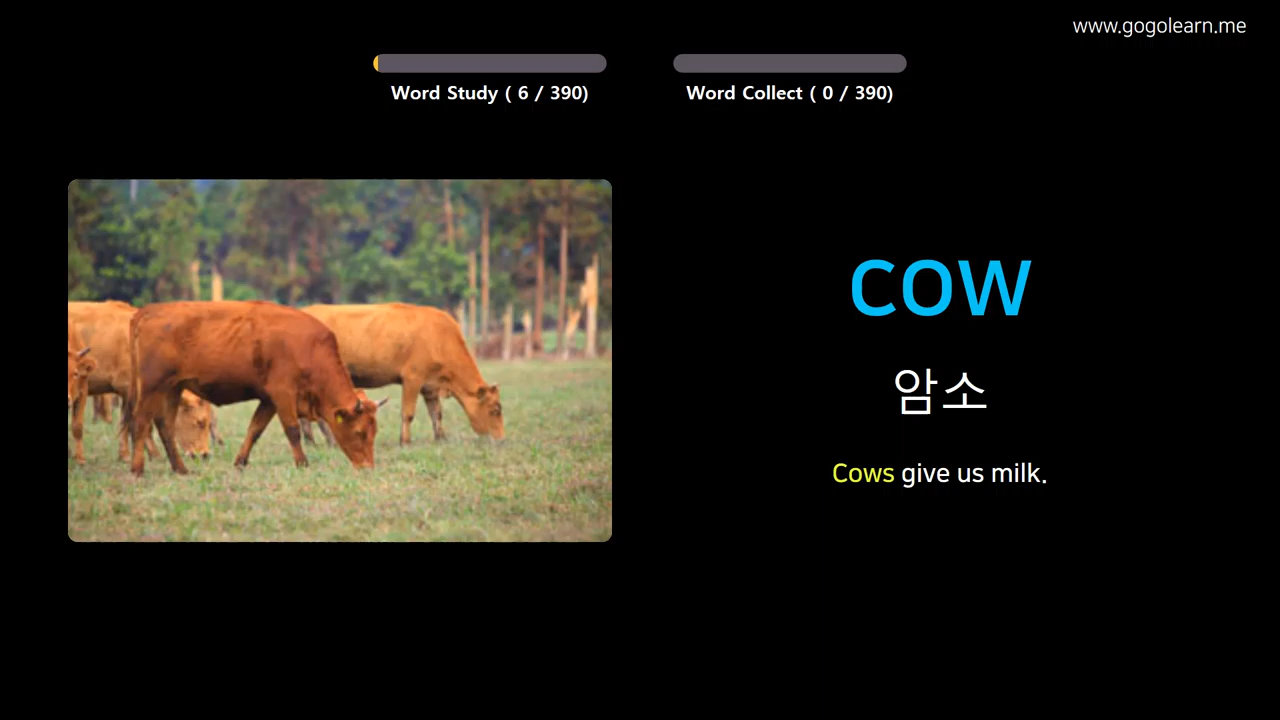 www.gogolearn.me
Word Study ( 6 / 390)
Word Collect ( 0 / 390)
cow
암소
Cows give us milk.